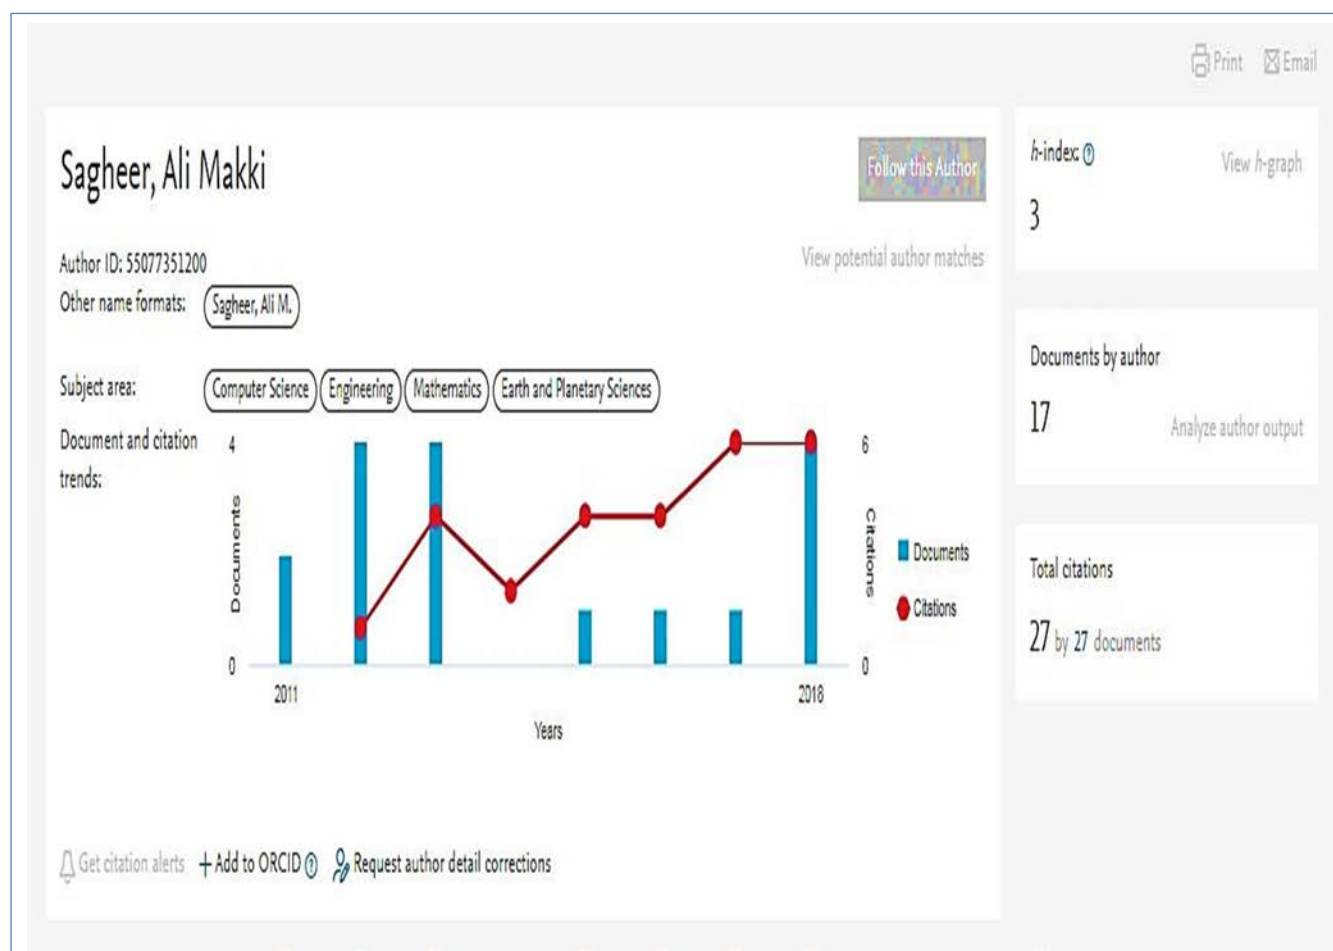 Print Email
Sagheer, Ali Makki
Follow this Author
h-index: View h-graph
3
Author ID: 55077351200
View potential author matches
Other name formats: Sagheer, Ali M.
Documents by author
17
Analyze author output
Subject area: Computer Science Engineering Mathematics Earth and Planetary Sciences
Document and citation
trends:
4
6
Documents
Citations
0
0
2011
2018
Years
Documents
Citations
Total citations
27 by 27 documents
Get citation alerts +Add to ORCID Request author detail corrections